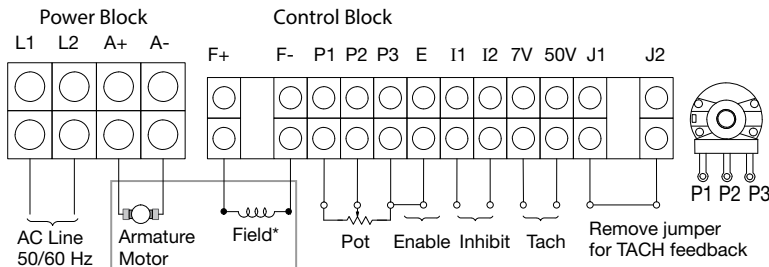 Power Block
Control Block
L1 L2 A+ A-
F+ F- P1 P2 P3 E I1 I2 7V 50V J1 J2
P1 P2 P3
AC Line
50/60 Hz
Armature
Motor
Field*
Pot
Enable
Inhibit
Tach
Remove jumper
for TACH feedback